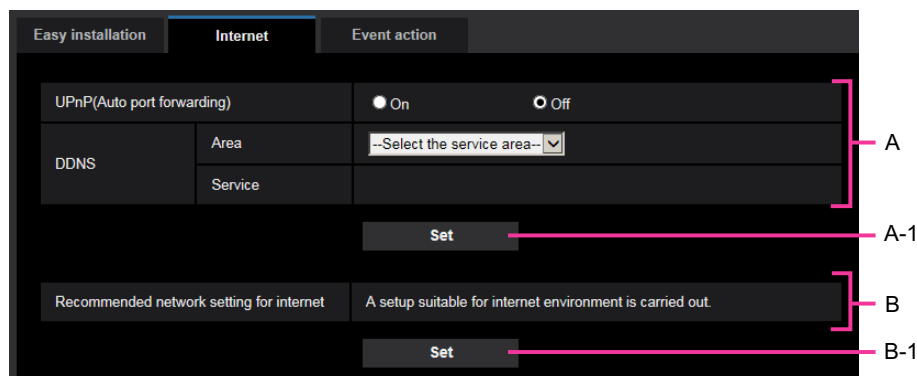 Easy installation Internet Event action
UPnP(Auto port forwarding) On Off
A
DDNS
Area --Select the service area--
Service
Set A-1
Recommended network setting for internet A setup suitable for internet environment is carried out. B
Set B-1